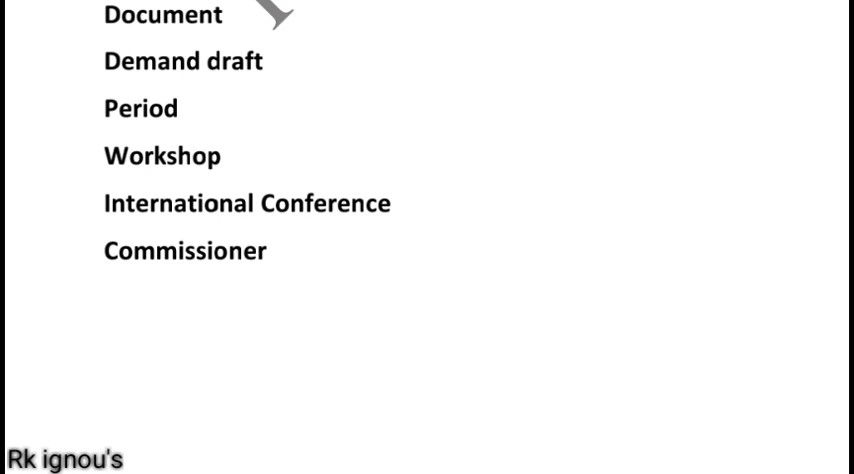 Document
Demand draft
Period
Workshop
International Conference
Commissioner
Rk ignou's